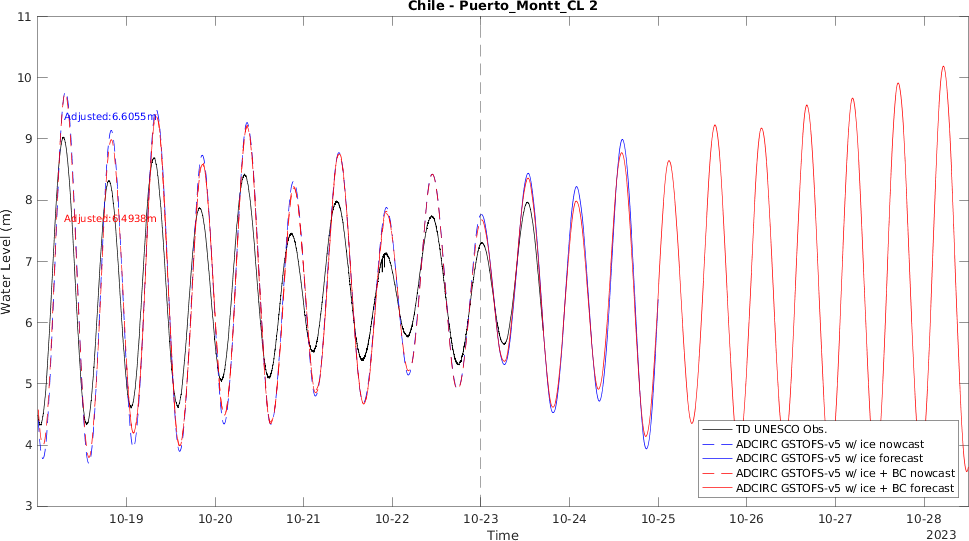 Chile - Puerto_Montt_CL 2
11
10
9
8
7
6
5
4
3
Water Level (m)
Adjusted:6.6055m
Adjusted:6.4938m
TD UNESCO Obs.
ADCIRC GSTOFS-v5 w/ ice nowcast
ADCIRC GSTOFS-v5 w/ ice forecast
ADCIRC GSTOFS-v5 w/ ice + BC nowcast
ADCIRC GSTOFS-v5 w/ ice + BC forecast
10-19 10-20 10-21 10-22 10-23 10-24 10-25 10-26 10-27 10-28
2023
Time